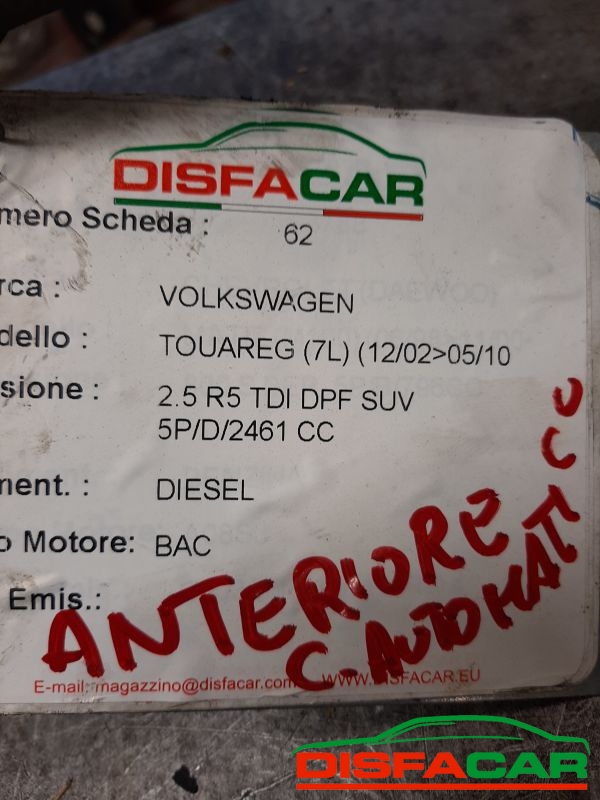 DISFACAR
mero Scheda : 62
rca : VOLKSWAGEN
dello : TOUAREG (7L) (12/02>05/10
sione : 2.5 R5 TDI DPF SUV
5P/D/2461 CC
ment. : DIESEL
o Motore: BAC
Emis.:
ANTERIORE
C-AUTOMATICO
E-mail: magazzino@disfacar.com WWW.DISFACAR.EU
DISFACAR